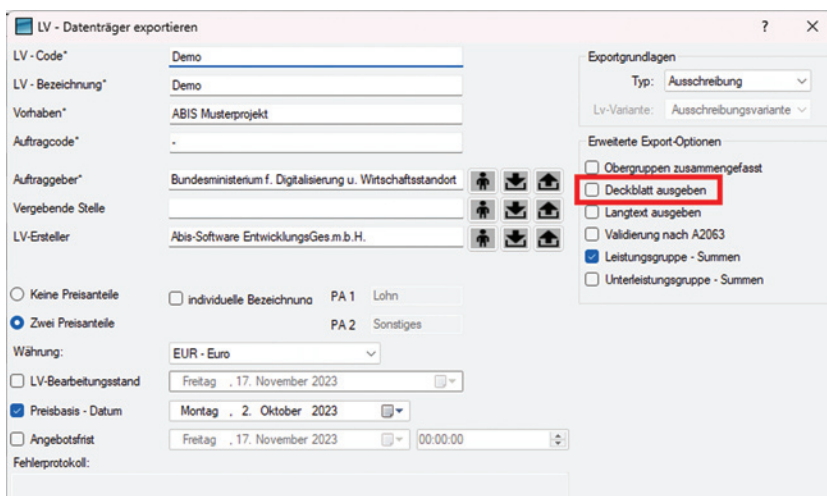 LV - Datenträger exportieren
?
LV - Code*
Demo
LV - Bezeichnung*
Demo
Vorhaben*
ABIS Musterprojekt
Auftragcode*
-
Auftraggeber*
Bundesministerium f. Digitalisierung u. Wirtschaftsstandort
Vergebende Stelle
LV-Ersteller
Abis-Software EntwicklungsGes.m.b.H.
Keine Preisanteile
individuelle Bezeichnung
PA 1
Lohn
Zwei Preisanteile
PA 2
Sonstiges
Währung:
EUR - Euro
LV-Bearbeitungsstand
Freitag , 17. November 2023
Preisbasis - Datum
Montag , 2. Oktober 2023
Angebotsfrist
Freitag , 17. November 2023
00:00:00
Fehlerprotokoll:
Exportgrundlagen
Typ:
Ausschreibung
Lv-Variante:
Ausschreibungsvariante
Erweiterte Export-Optionen
Obergruppen zusammengefasst
Deckblatt ausgeben
Langtext ausgeben
Validierung nach A2063
Leistungsgruppe - Summen
Unterleistungsgruppe - Summen